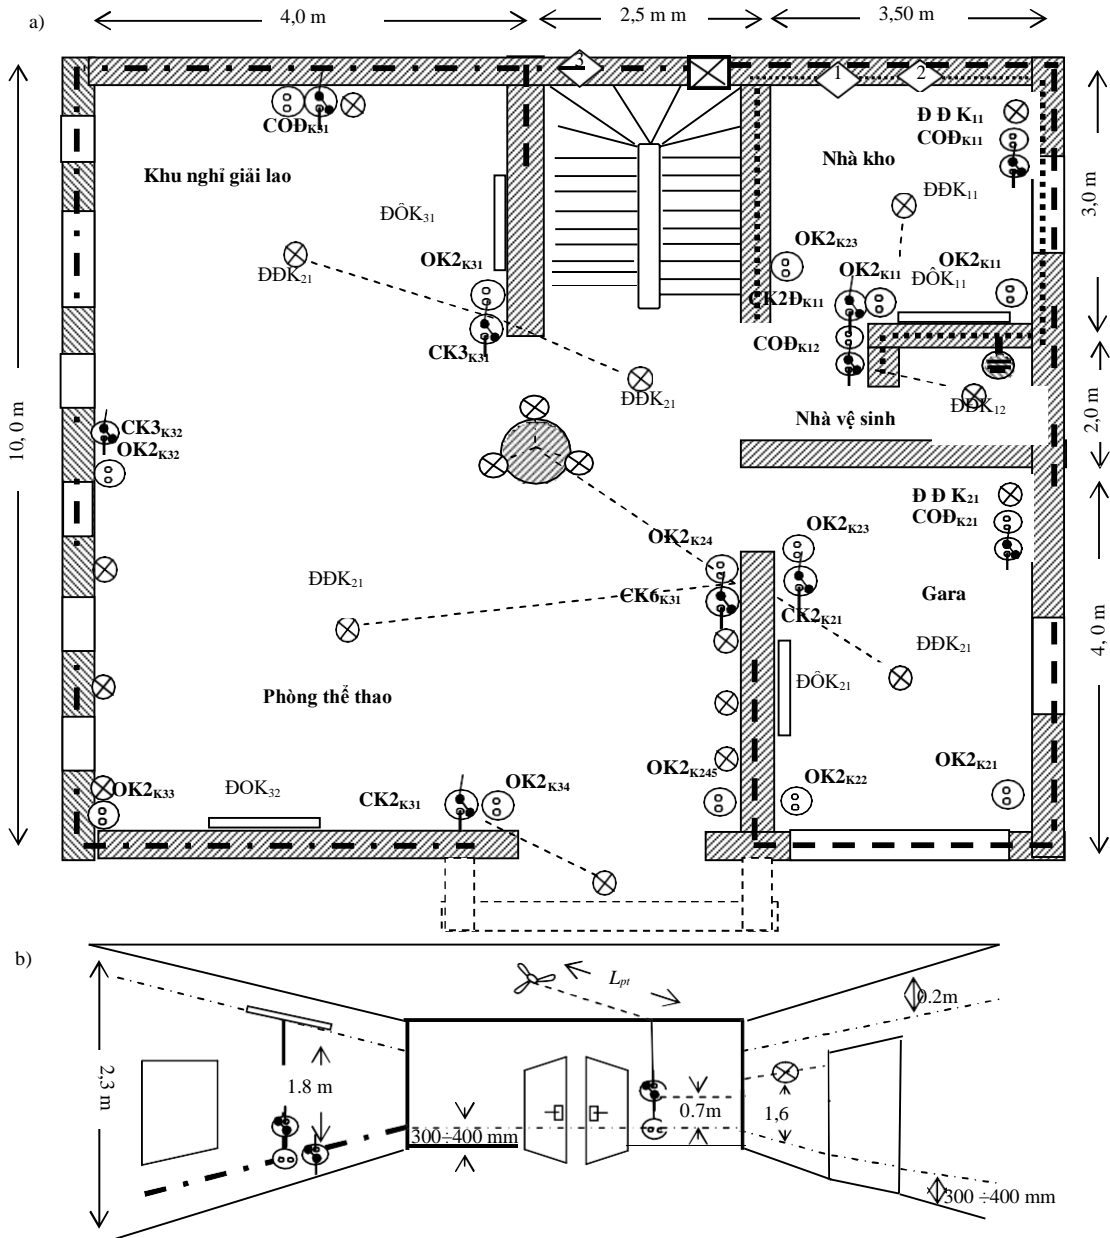 a)
4,0 m
2,5 m m
3,50 m
3
1
2
COĐK31
Khu nghỉ giải lao
ĐÔK31
ĐĐK21
OK2K31
CK3K31
ĐĐK21
Đ Đ K11
COĐK11
Nhà kho
ĐĐK11
OK2K23
OK2K11
OK2K11
ĐÔK11
CK2ĐK11
COĐK12
ĐĐK12
Nhà vệ sinh
3,0 m
2,0 m
4, 0 m
10, 0 m
CK3K32
OK2K32
Đ Đ K21
COĐK21
OK2K23
OK2K24
ĐĐK21
CK6K31
CK2K21
Gara
ĐĐK21
ĐÔK21
Phòng thể thao
OK2K33
ĐOK32
CK2K31
OK2K34
OK2K245
OK2K22
OK2K21
b)
Lpt
0.2m
2,3 m
1.8 m
0.7m
1,6
300÷400 mm
300 ÷400 mm